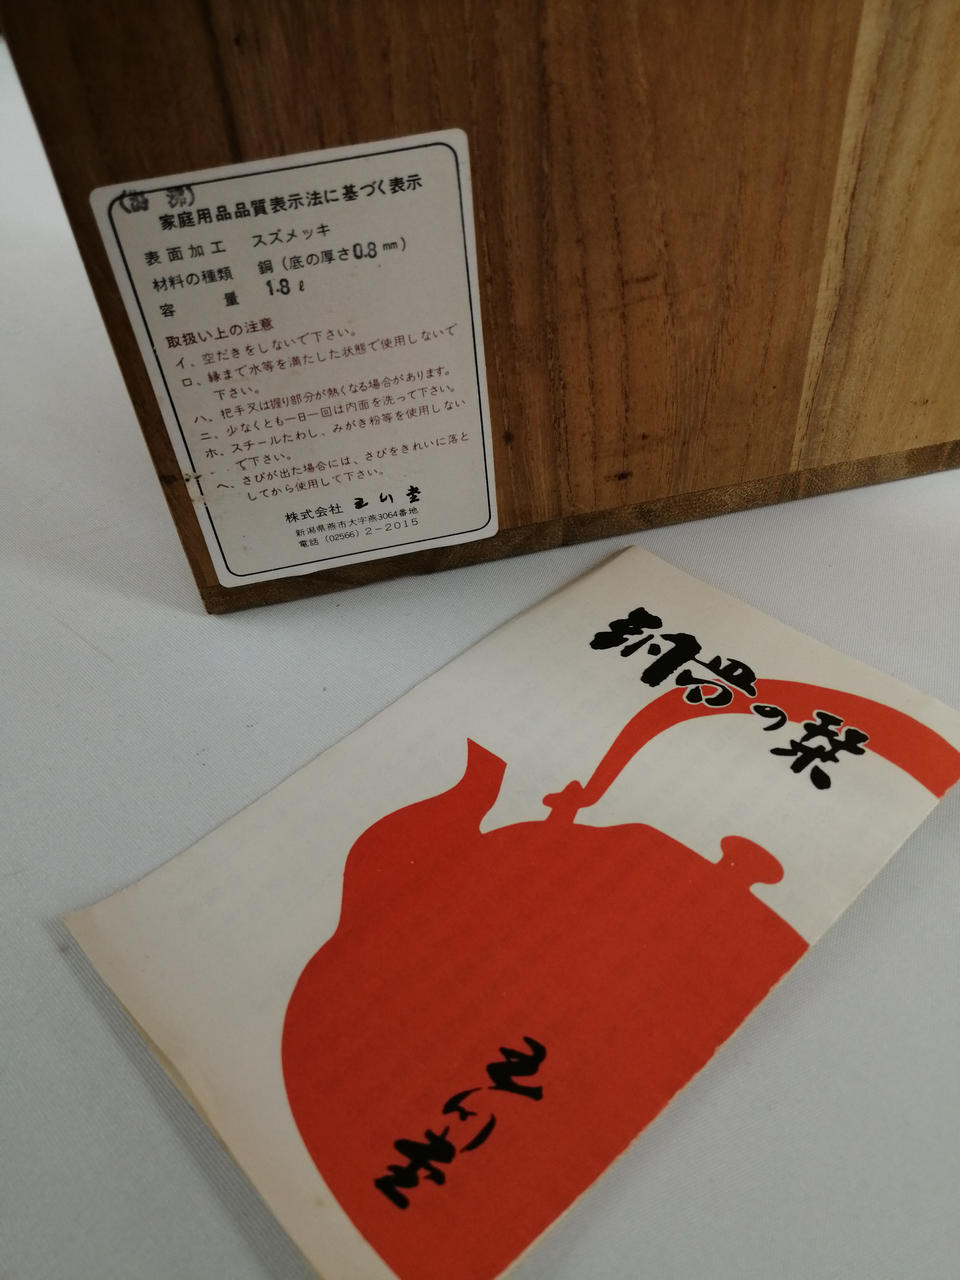 家庭用品品質表示法に基づく表示
表面加工 スズメッキ
材料の種類 銅（底の厚さ0.8㎜）
容量 1.8ℓ
取扱い上の注意
イ、空だきをしないで下さい。
ロ、縁まで水等を満たした状態で使用しないで
下さい。
ハ、把手又は握り部分が熱くなる場合があります。
ニ、少なくとも一日一回は内面を洗って下さい。
ホ、スチールたわし、みがき粉等を使用しない
で下さい。
ヘ、さびが出た場合には、さびをきれいに落と
してから使用して下さい。
株式会社 玉川堂
新潟県燕市大字燕3064番地
電話（02566）2－2015
銅器の栞
玉川堂